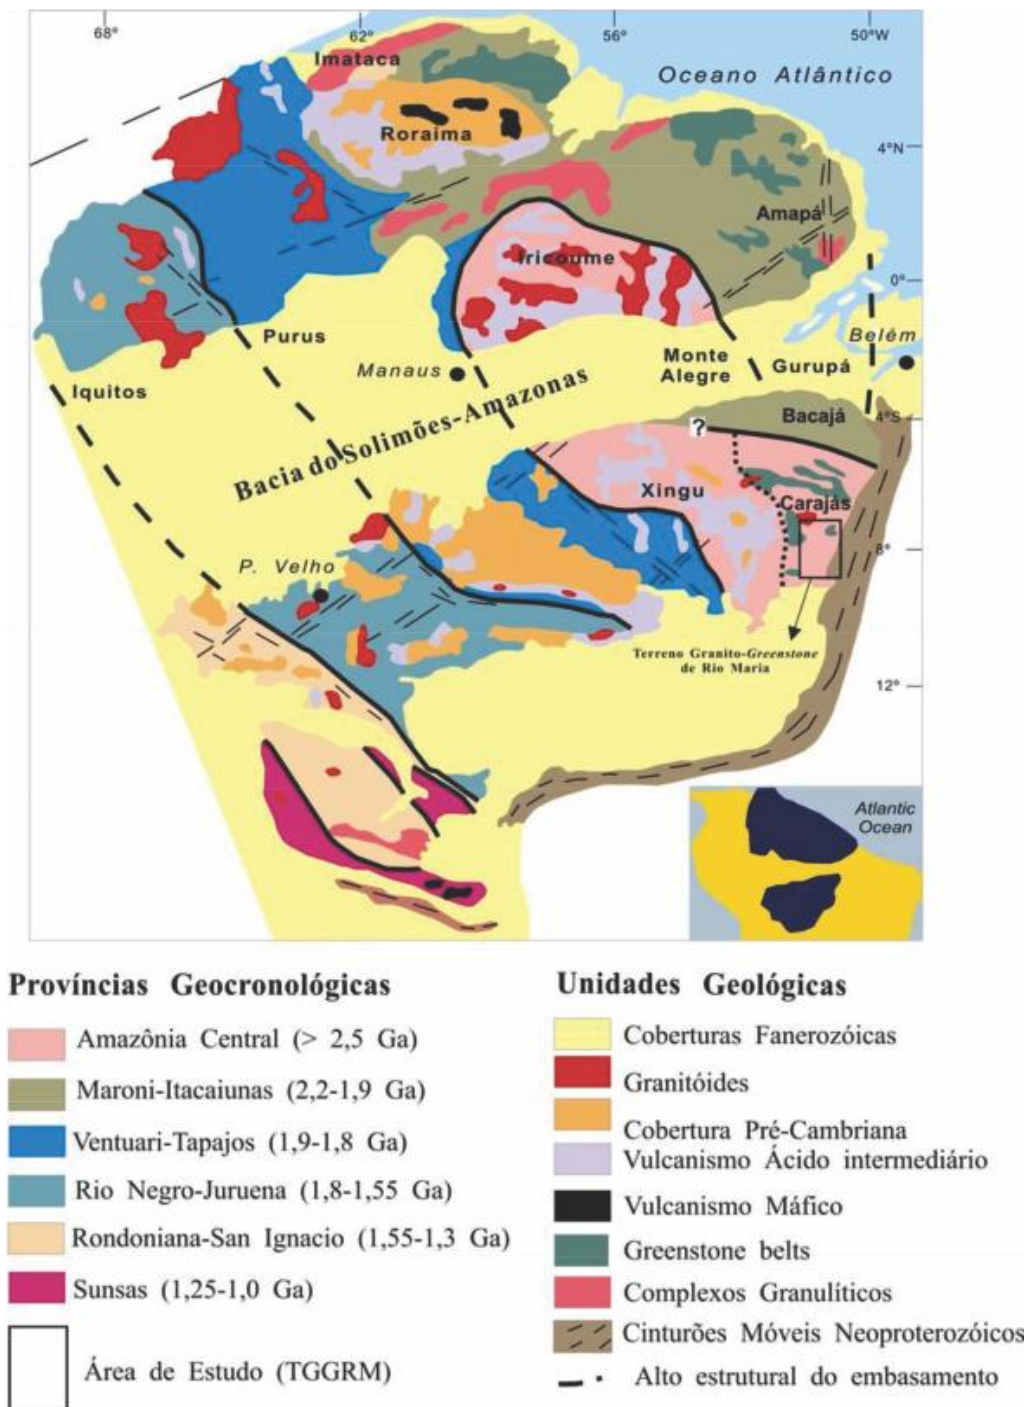 68°
62°
56°
50°W
Imataca
Oceano Atlântico
Roraima
4°N
Amapá
Iricoume
0°
Purus
Belém
Manaus
Monte
Alegre
Gurupá
Iquitos
Bacajá
4°S
?
Bacia do Solimões-Amazonas
Xingu
Carajás
8°
P. Velho
Terreno Granito-Greenstone
de Rio Maria
12°
Atlantic
Ocean
Províncias Geocronológicas
Amazônia Central (> 2,5 Ga)
Maroni-Itacaiunas (2,2-1,9 Ga)
Ventuari-Tapajos (1,9-1,8 Ga)
Rio Negro-Juruena (1,8-1,55 Ga)
Rondoniana-San Ignacio (1,55-1,3 Ga)
Sunsas (1,25-1,0 Ga)
Área de Estudo (TGGRM)
Unidades Geológicas
Coberturas Fanerozóicas
Granitóides
Cobertura Pré-Cambriana
Vulcanismo Ácido intermediário
Vulcanismo Máfico
Greenstone belts
Complexos Granulíticos
Cinturões Móveis Neoproterozóicos
Alto estrutural do embasamento